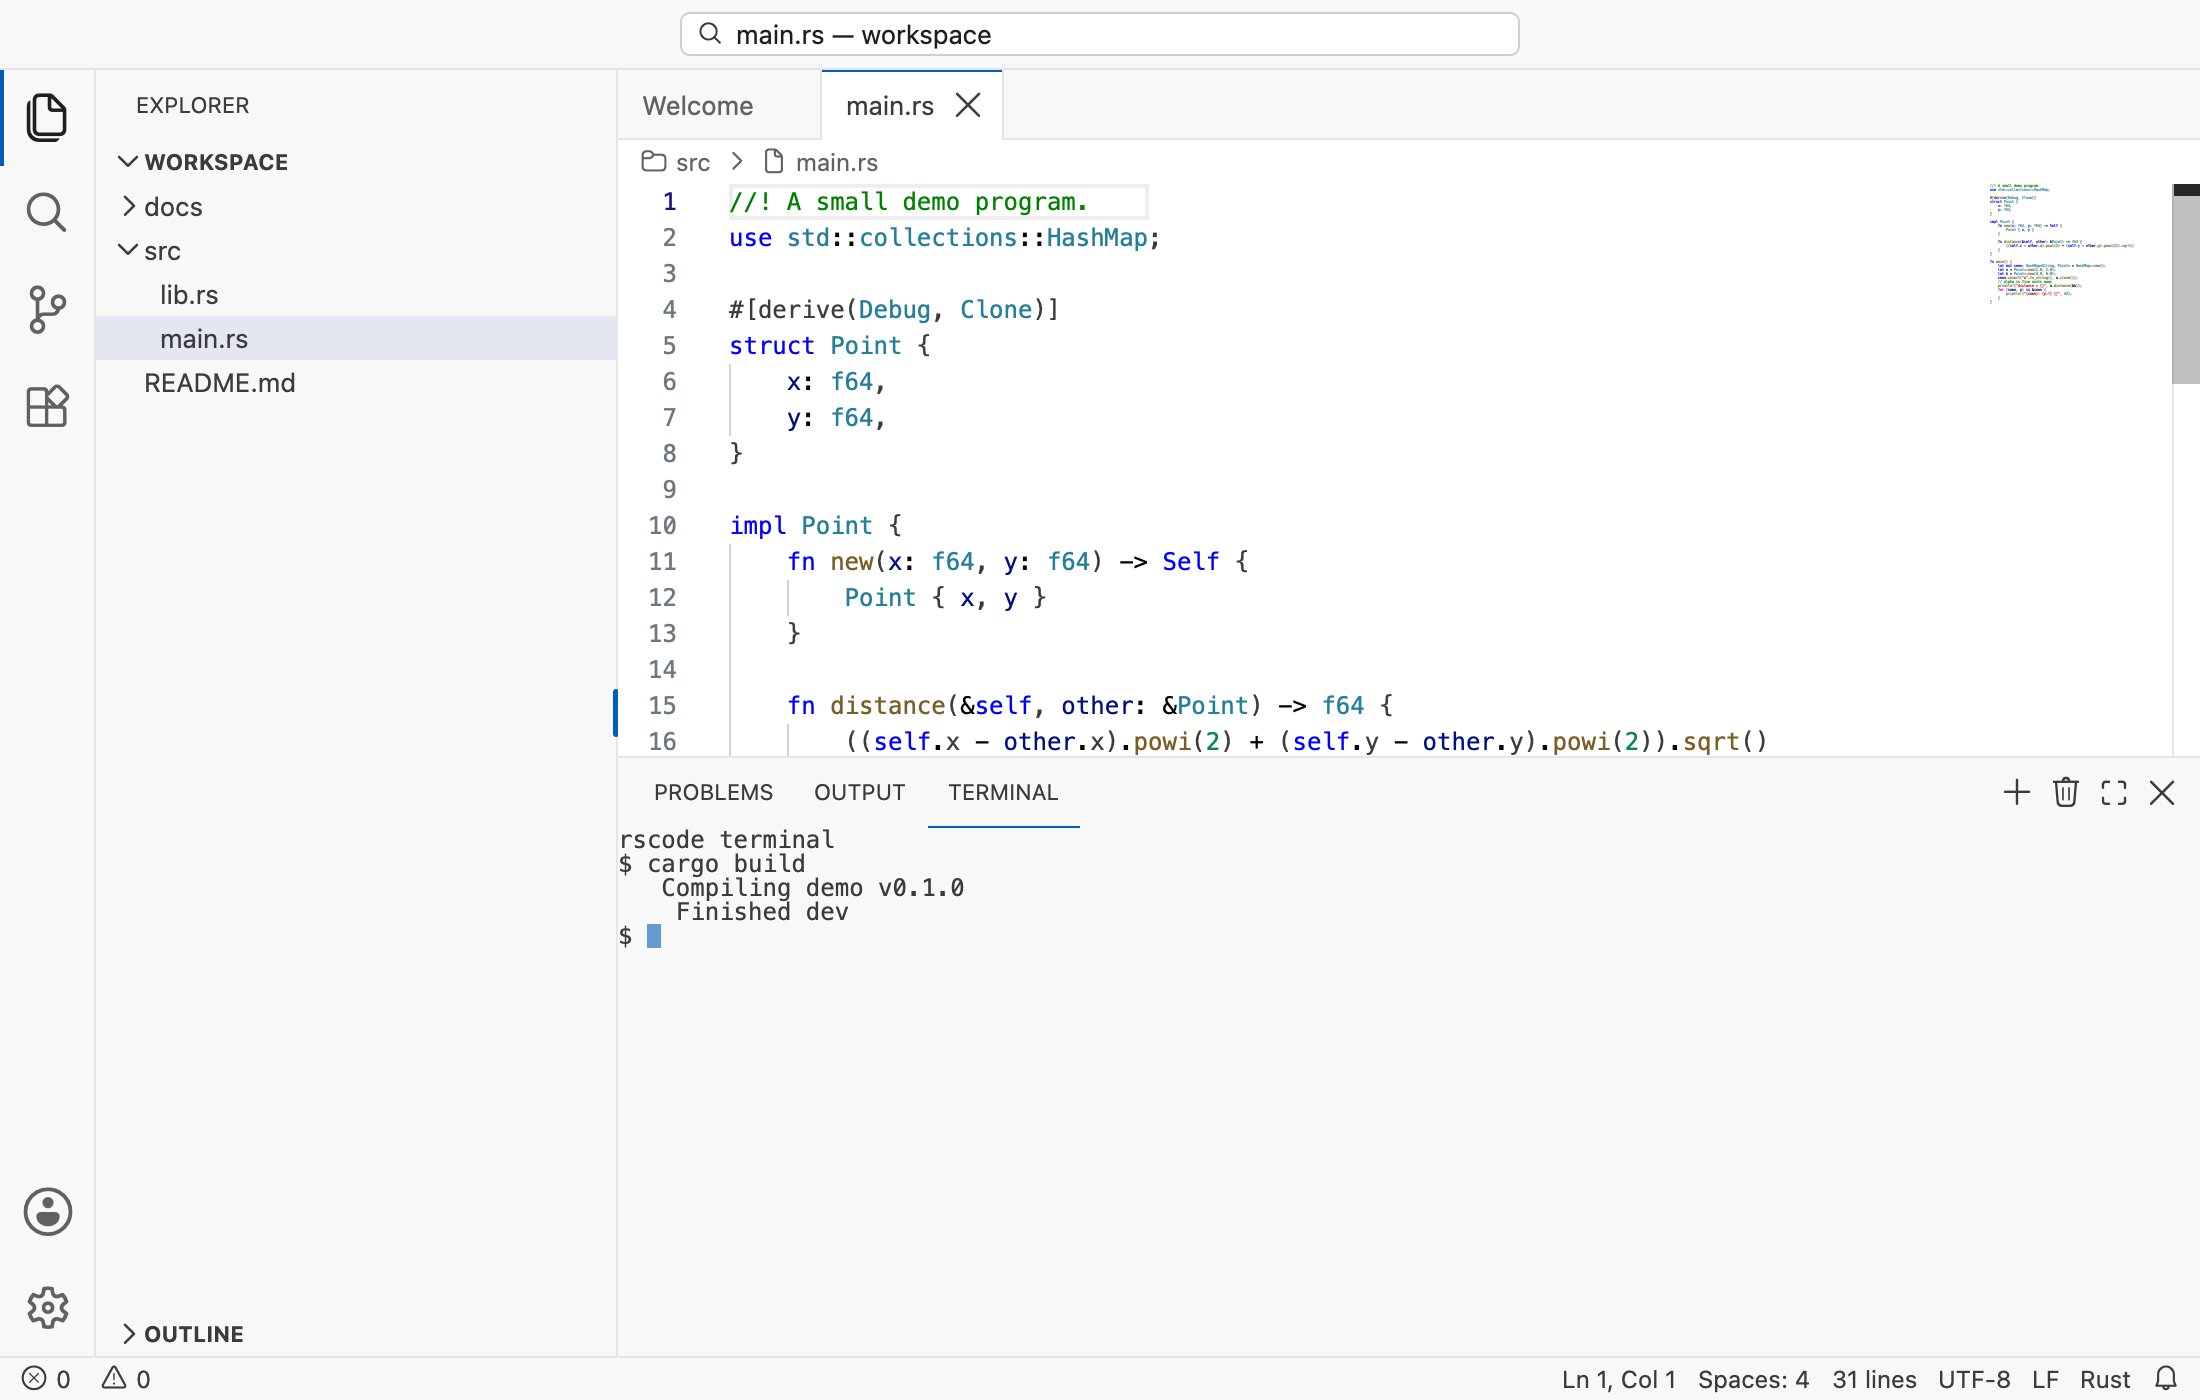 main.rs — workspace
EXPLORER
WORKSPACE
docs
src
lib.rs
main.rs
README.md
OUTLINE
Welcome
main.rs
src
main.rs
1 //! A small demo program.
2 use std::collections::HashMap;
3
4 #[derive(Debug, Clone)]
5 struct Point {
6 x: f64,
7 y: f64,
8 }
9
10 impl Point {
11 fn new(x: f64, y: f64) -> Self {
12 Point { x, y }
13 }
14
15 fn distance(&self, other: &Point) -> f64 {
16 ((self.x - other.x).powi(2) + (self.y - other.y).powi(2)).sqrt()
PROBLEMS OUTPUT TERMINAL
rscode terminal
$ cargo build
Compiling demo v0.1.0
Finished dev
$
0 0
Ln 1, Col 1 Spaces: 4 31 lines UTF-8 LF Rust